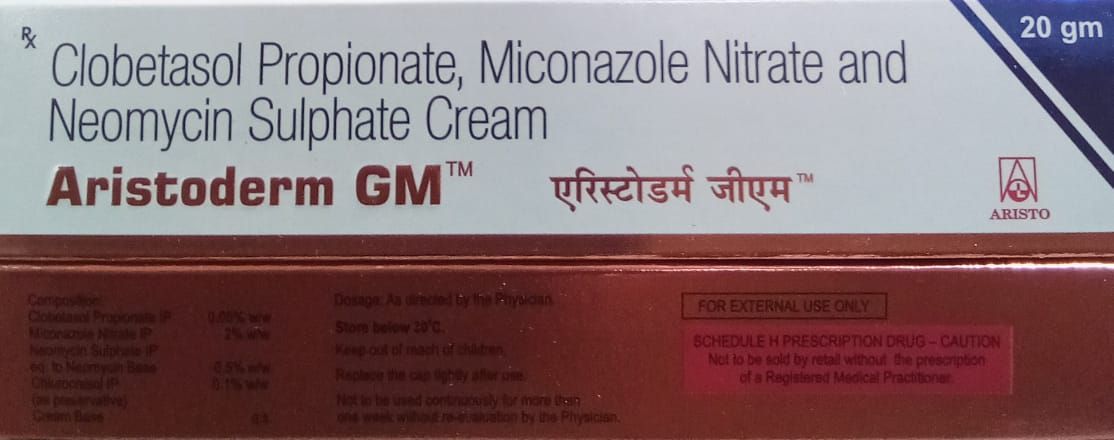 Rx
Clobetasol Propionate, Miconazole Nitrate and
Neomycin Sulphate Cream
Aristoderm GM™
एरिस्टोडर्म जीएम™
20 gm
ARISTO
Composition:
Clobetasol Propionate IP 0.05% w/w
Miconazole Nitrate IP 2% w/w
Neomycin Sulphate IP
eq. to Neomycin Base 0.5% w/w
Chlorocresol IP 0.1% w/w
(as preservative)
Cream Base q.s.
Dosage: As directed by the Physician.
Store below 20°C.
Keep out of reach of children.
Replace the cap tightly after use.
Not to be used continuously for more than
one week without re-evaluation by the Physician.
FOR EXTERNAL USE ONLY
SCHEDULE H PRESCRIPTION DRUG – CAUTION
Not to be sold by retail without the prescription
of a Registered Medical Practitioner.